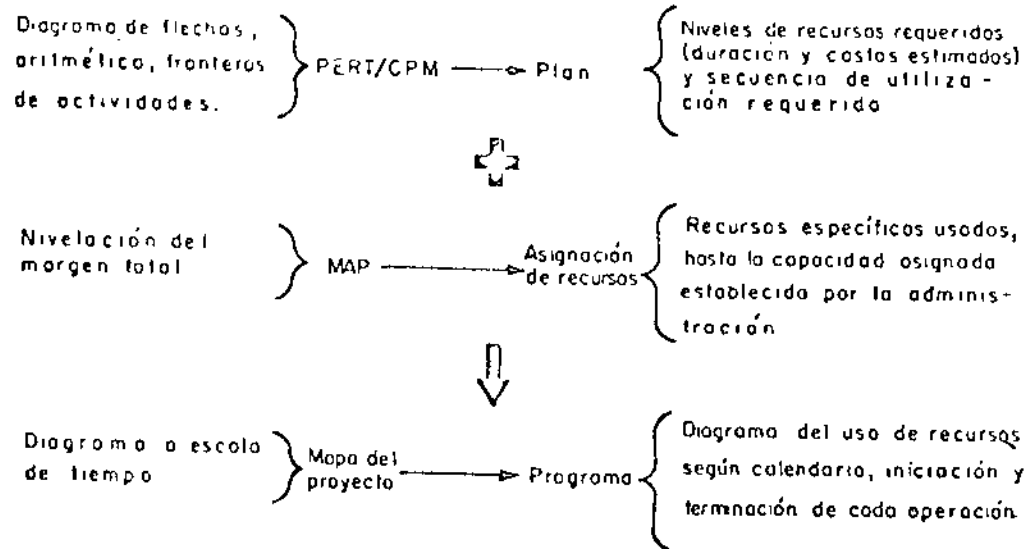 Diagrama de flechas,
aritmética, fronteras
de actividades.
PERT/CPM
Plan
Niveles de recursos requeridos
(duración y costos estimados)
y secuencia de utiliza-
ción requerida
Nivelación del
margen total
MAP
Asignación
de recursos
Recursos específicos usados,
hasta la capacidad asignada
establecida por la adminis-
tración
Diagrama a escala
de tiempo
Mapa del
proyecto
Programa
Diagrama del uso de recursos
según calendario, iniciación y
terminación de cada operación.